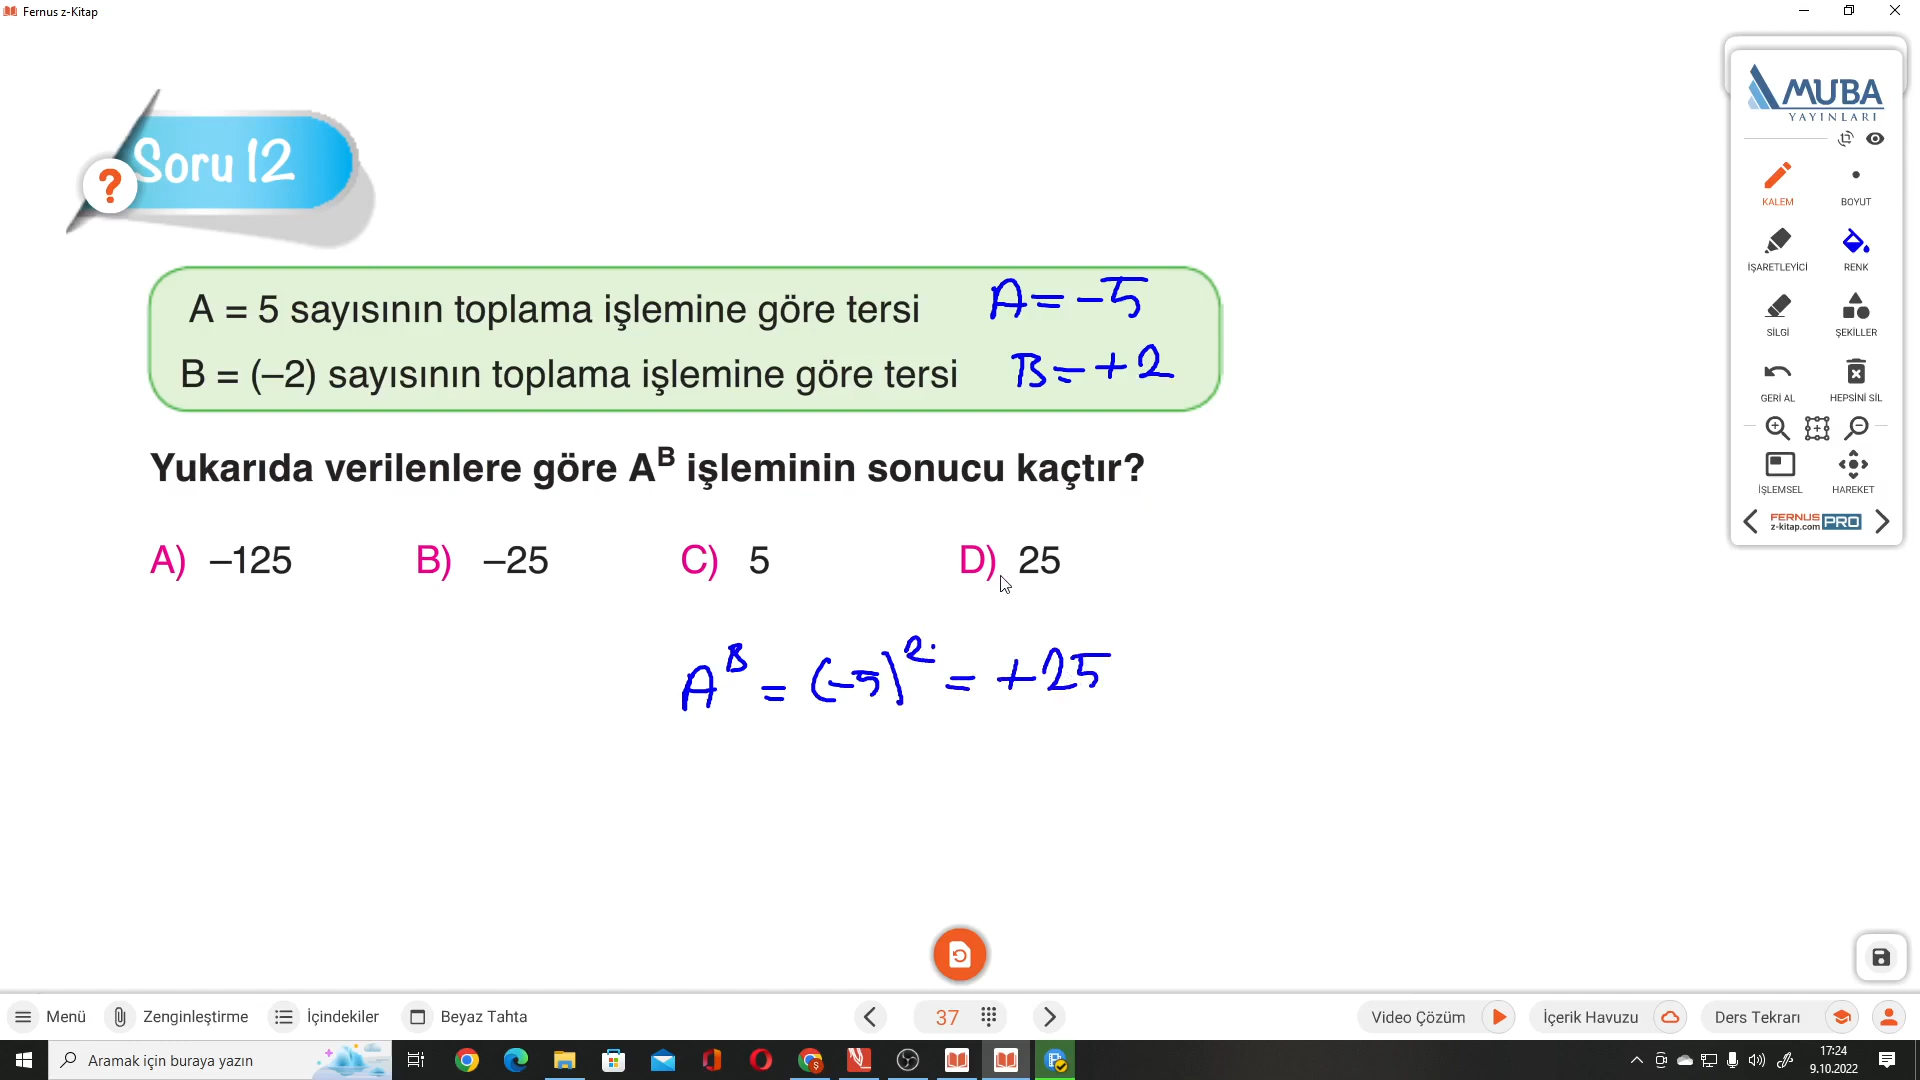 Fernus z-Kitap
Soru 12
?
A = 5 sayısının toplama işlemine göre tersi A = -5
B = (–2) sayısının toplama işlemine göre tersi B = +2
Yukarıda verilenlere göre A^B işleminin sonucu kaçtır?
A) –125 B) –25 C) 5 D) 25
A^B = (-5)^2 = +25
MUBA
YAYINLARI
KALEM BOYUT
İŞARETLEYİCİ RENK
SİLGİ ŞEKİLLER
GERİ AL HEPSİNİ SİL
İŞLEMSEL HAREKET
FERNUS PRO
z-kitap.com
Menü Zenginleştirme İçindekiler Beyaz Tahta 37 Video Çözüm İçerik Havuzu Ders Tekrarı
Aramak için buraya yazın 17:24
9.10.2022